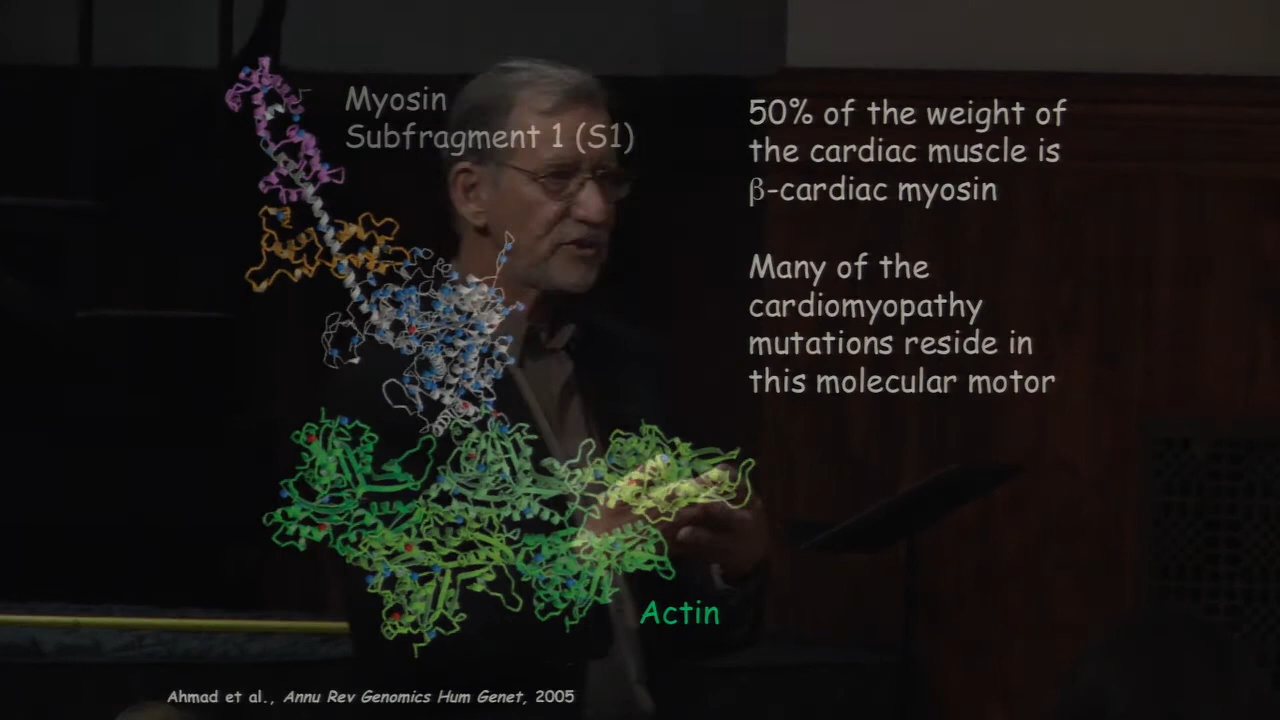 Myosin
Subfragment 1 (S1)
50% of the weight of
the cardiac muscle is
β-cardiac myosin
Many of the
cardiomyopathy
mutations reside in
this molecular motor
Actin
Ahmad et al., Annu Rev Genomics Hum Genet, 2005